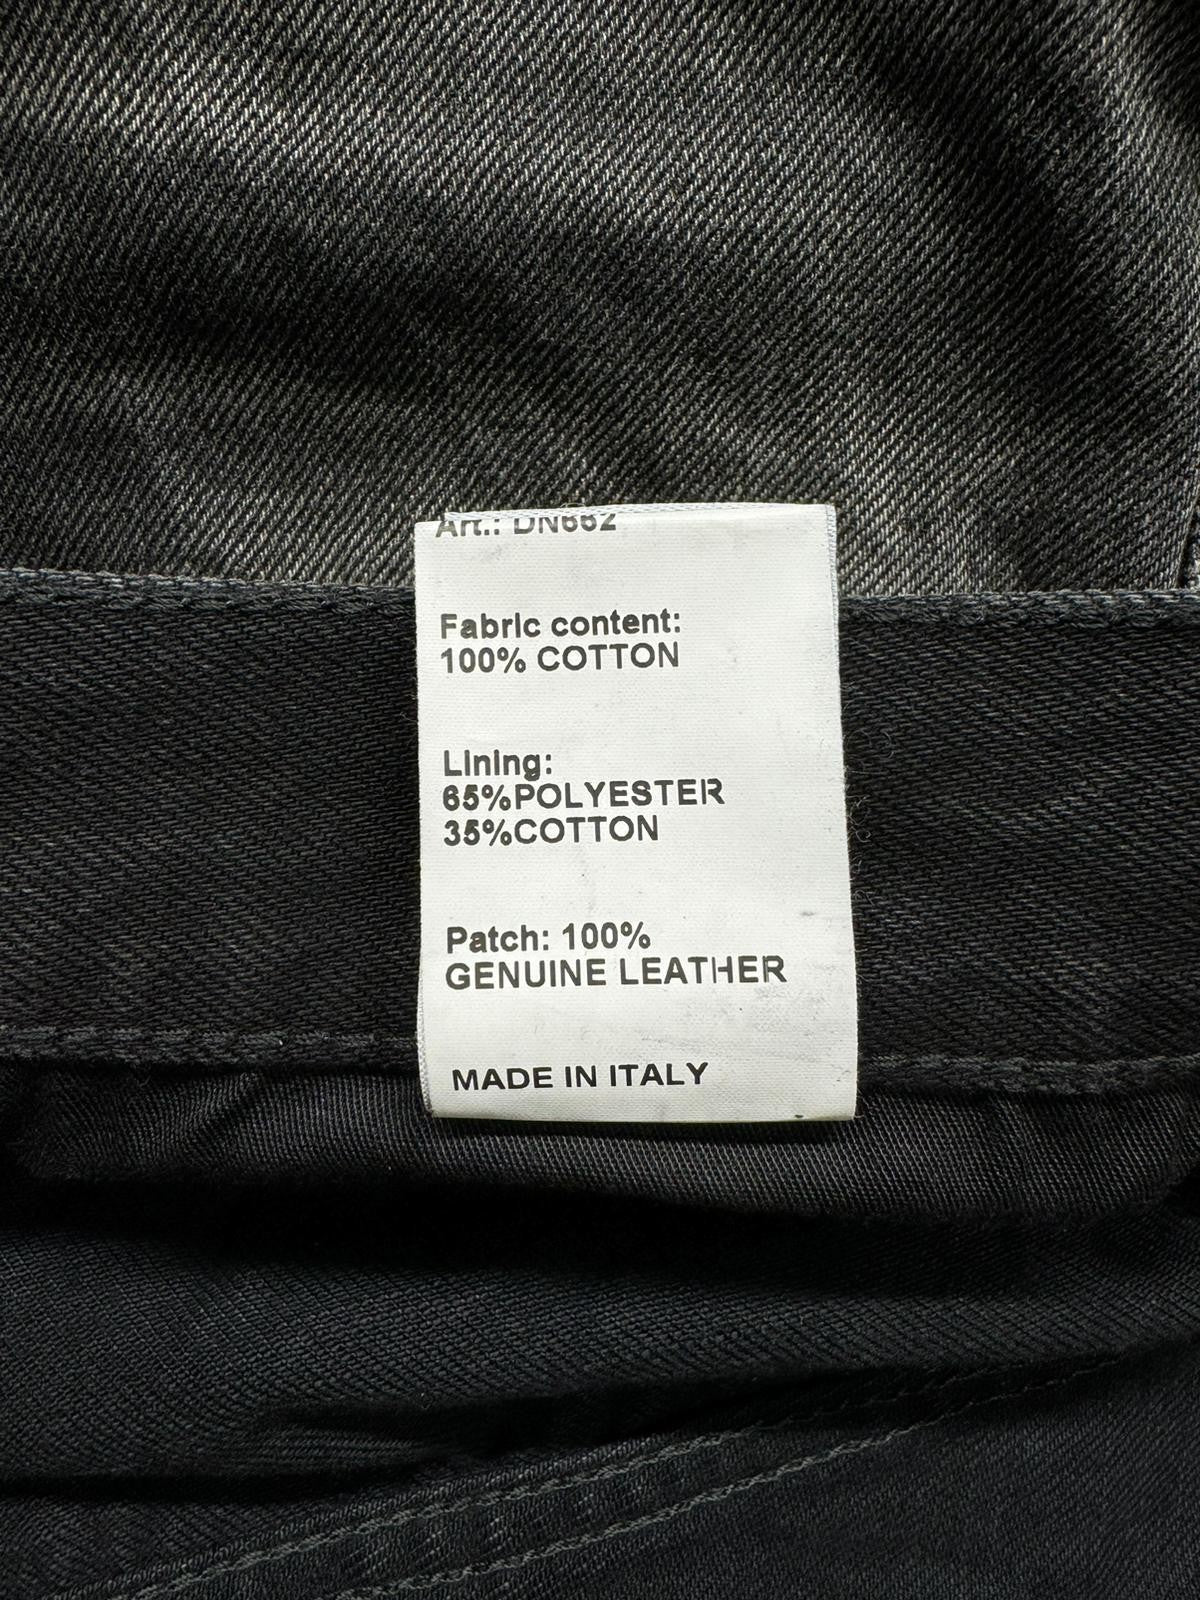 Art.: DN662
Fabric content:
100% COTTON
Lining:
65%POLYESTER
35%COTTON
Patch: 100%
GENUINE LEATHER
MADE IN ITALY